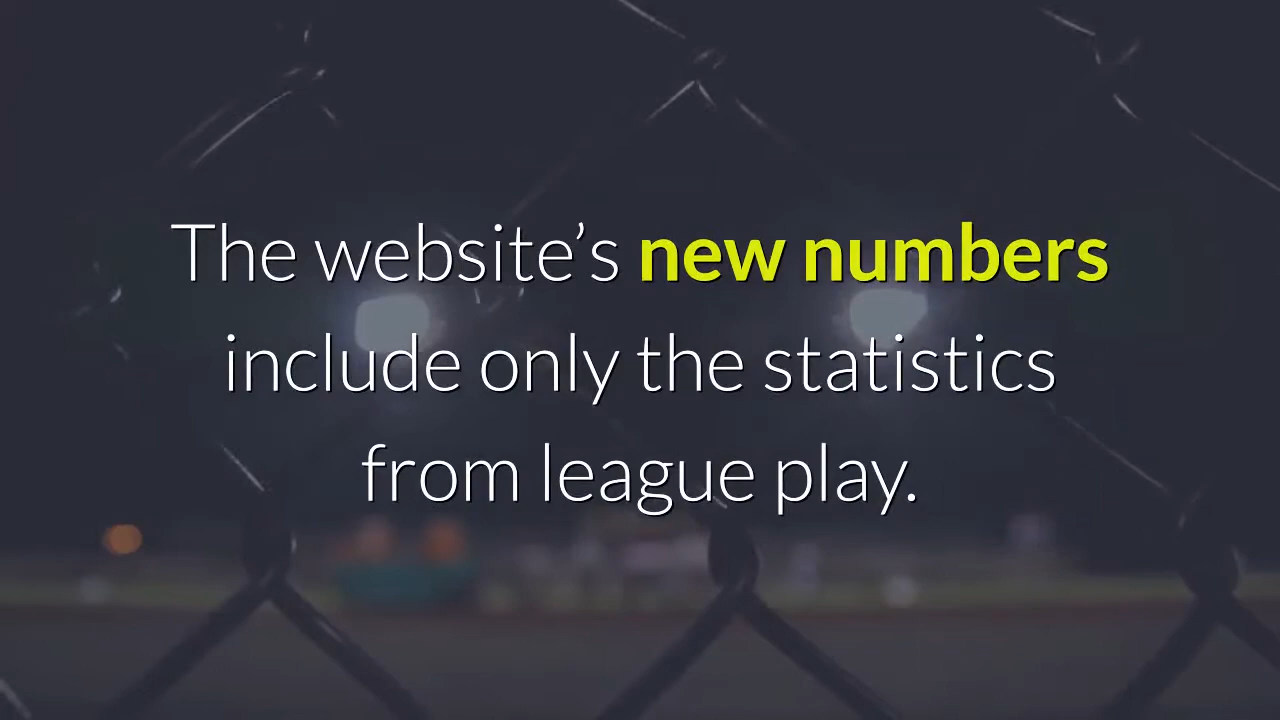 The website’s new numbers
include only the statistics
from league play.